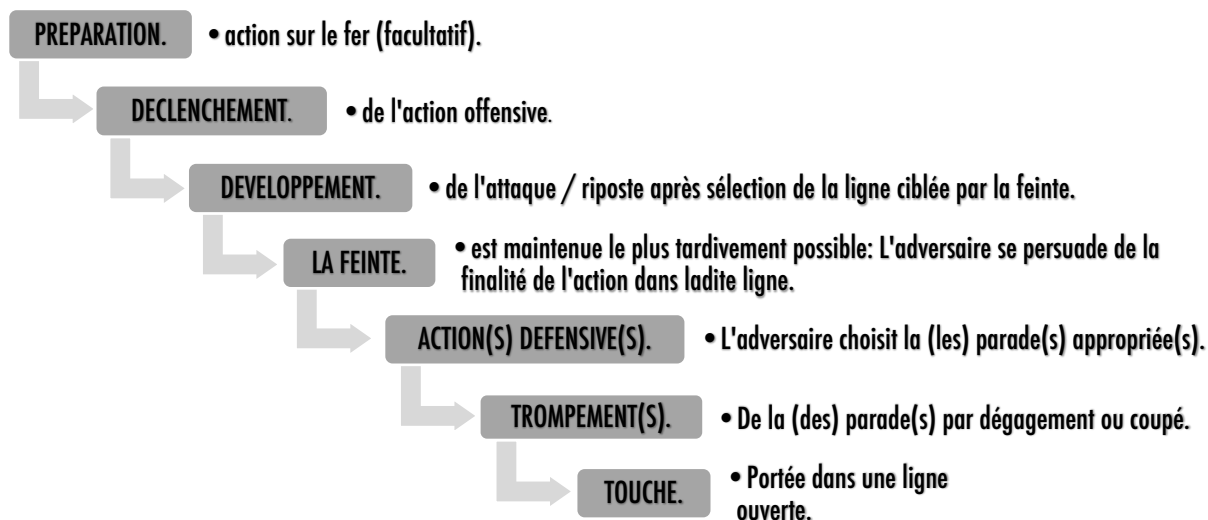 PREPARATION. • action sur le fer (facultatif).
DECLENCHEMENT. • de l'action offensive.
DEVELOPPEMENT. • de l'attaque / riposte après sélection de la ligne ciblée par la feinte.
LA FEINTE. • est maintenue le plus tardivement possible: L'adversaire se persuade de la
finalité de l'action dans ladite ligne.
ACTION(S) DEFENSIVE(S). • L'adversaire choisit la (les) parade(s) appropriée(s).
TROMPEMENT(S). • De la (des) parade(s) par dégagement ou coupé.
TOUCHE. • Portée dans une ligne
ouverte.